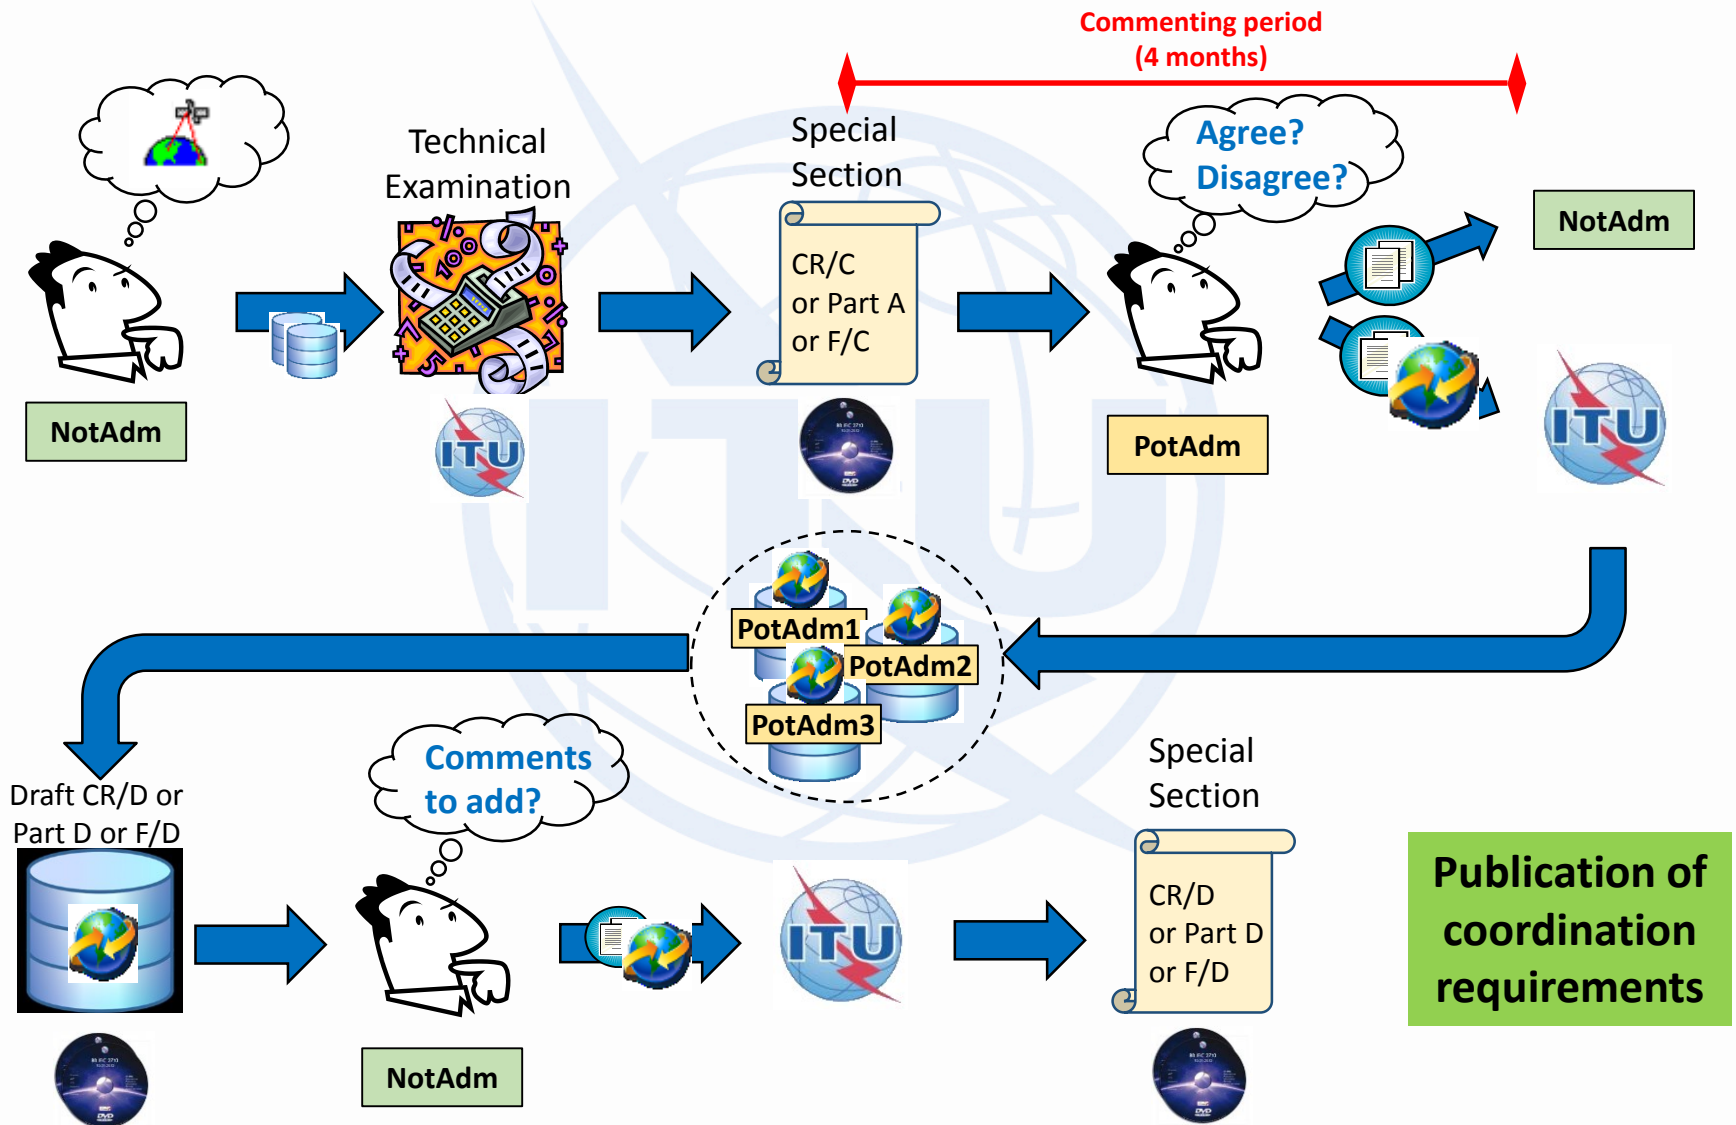 Commenting period
(4 months)
Technical
Examination
Special
Section
Agree?
Disagree?
NotAdm
CR/C
or Part A
or F/C
NotAdm
PotAdm
ITU
ITU
ITU
PotAdm1
PotAdm2
PotAdm3
Draft CR/D or
Part D or F/D
Comments
to add?
Special
Section
CR/D
or Part D
or F/D
ITU
Publication of
coordination
requirements
NotAdm